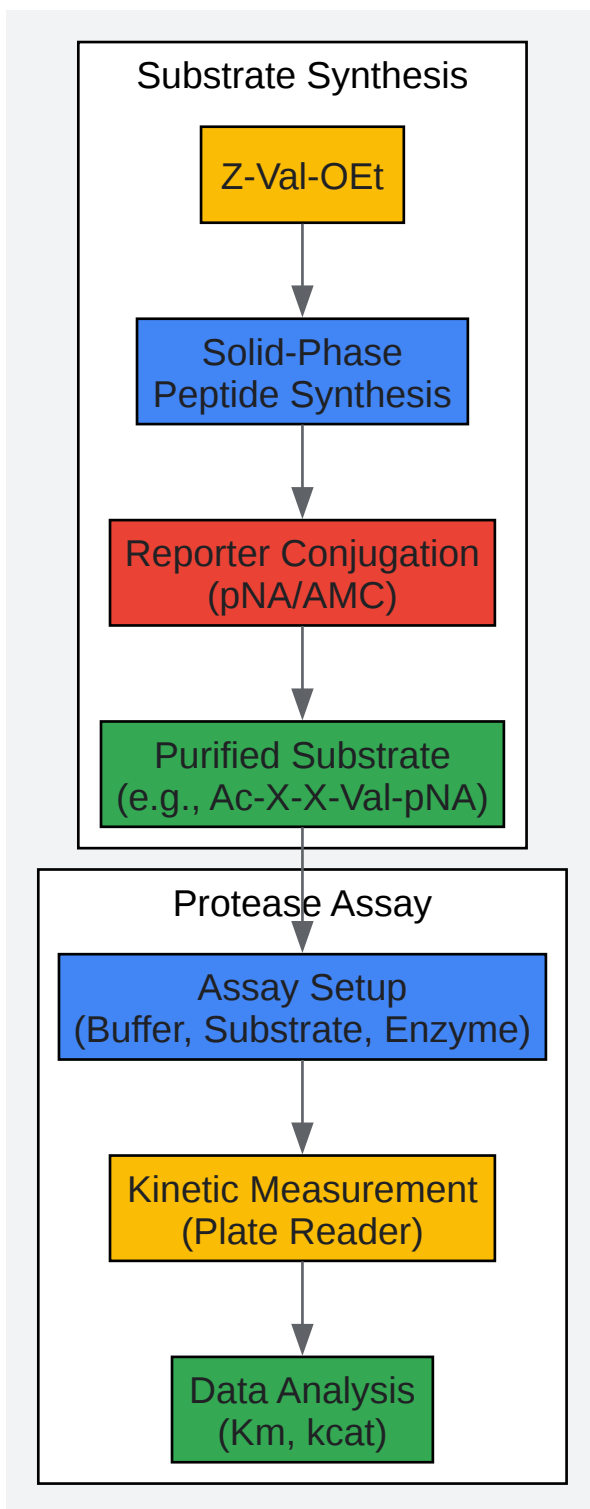 Substrate Synthesis
Z-Val-OEt
Solid-Phase
Peptide Synthesis
Reporter Conjugation
(pNA/AMC)
Purified Substrate
(e.g., Ac-X-X-Val-pNA)
Protease Assay
Assay Setup
(Buffer, Substrate, Enzyme)
Kinetic Measurement
(Plate Reader)
Data Analysis
(Km, kcat)